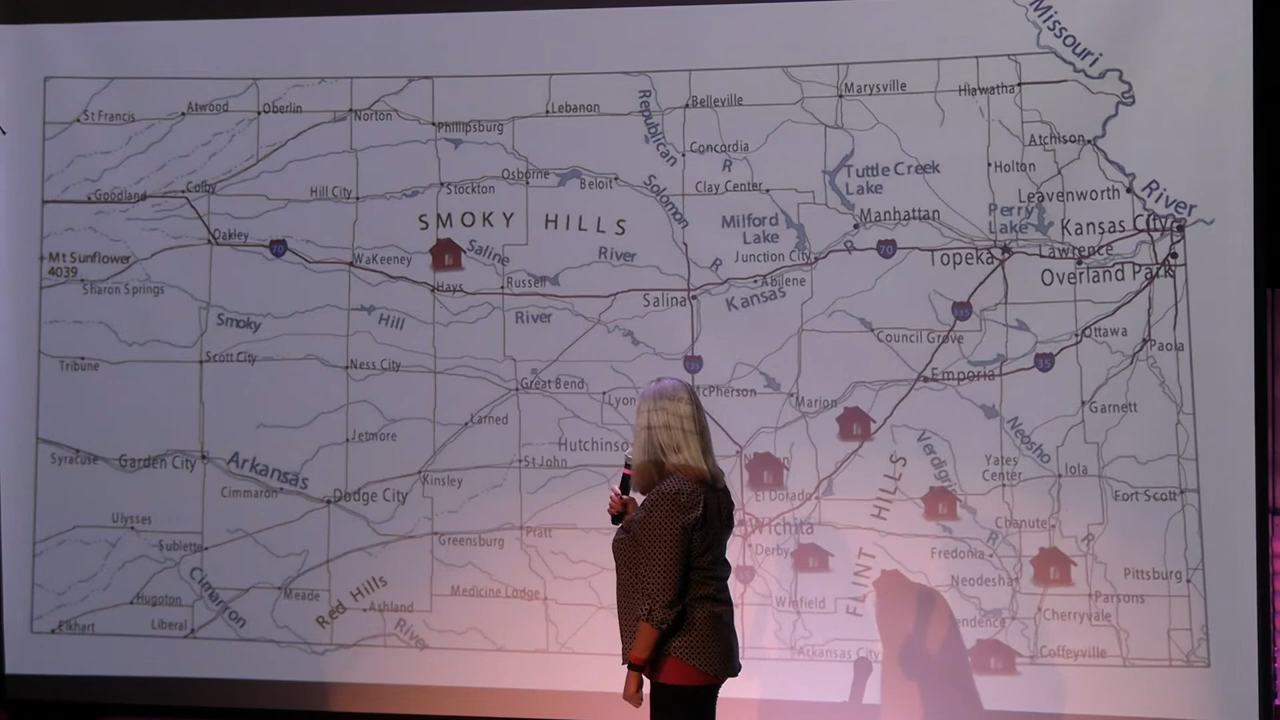 Missouri
Marysville
Hiawatha
Atwood
Oberlin
Lebanon
Belleville
St Francis
Norton
Phillipsburg
Republican
Atchison
Concordia
R
Holton
Tuttle Creek
Lake
Osborne
Beloit
Solomon
Clay Center
Leavenworth
River
Goodland
Colby
Hill City
Stockton
SMOKY HILLS
Milford
Lake
Manhattan
Perry
Lake
Kansas City
Oakley
70
Saline
River
R
Junction City
R
70
Topeka
Lawrence
Overland Park
Mt Sunflower
4039
WaKeeney
Sharon Springs
Hays
Russell
Salina
Kansas
Abilene
Smoky
Hill
River
335
Council Grove
Ottawa
Paola
Tribune
Scott City
Ness City
135
35
Emporia
Great Bend
Lyon
McPherson
Marion
Garnett
Larned
Neosho
Jetmore
Hutchinso
Verdigri
Syracuse
Garden City
Arkansas
St John
N
Yates
Center
Iola
Cimmaron
Dodge City
Kinsley
El Dorado
HILLS
Fort Scott
Ulysses
Sublette
Greensburg
Pratt
Wichita
Chanute
R
R
Derby
Fredonia
FLINT
Neodesha
Pittsburg
Cimarron
Hugoton
Meade
Red Hills
Ashland
Medicine Lodge
Winfield
Parsons
Cherryvale
endence
Elkhart
Liberal
River
Arkansas City
Coffeyville